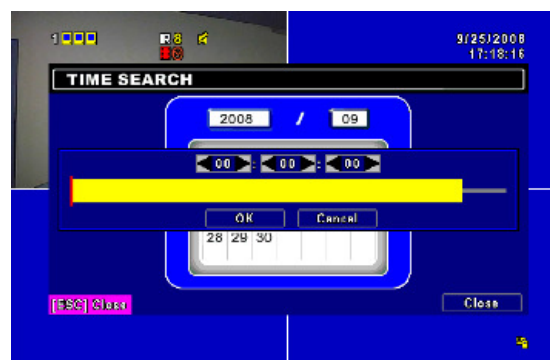 1 R 8 9/25/2008
17:18:16
TIME SEARCH
2008 / 09
00 : 00 : 00
OK Cancel
28 29 30
[ESC] Close Close